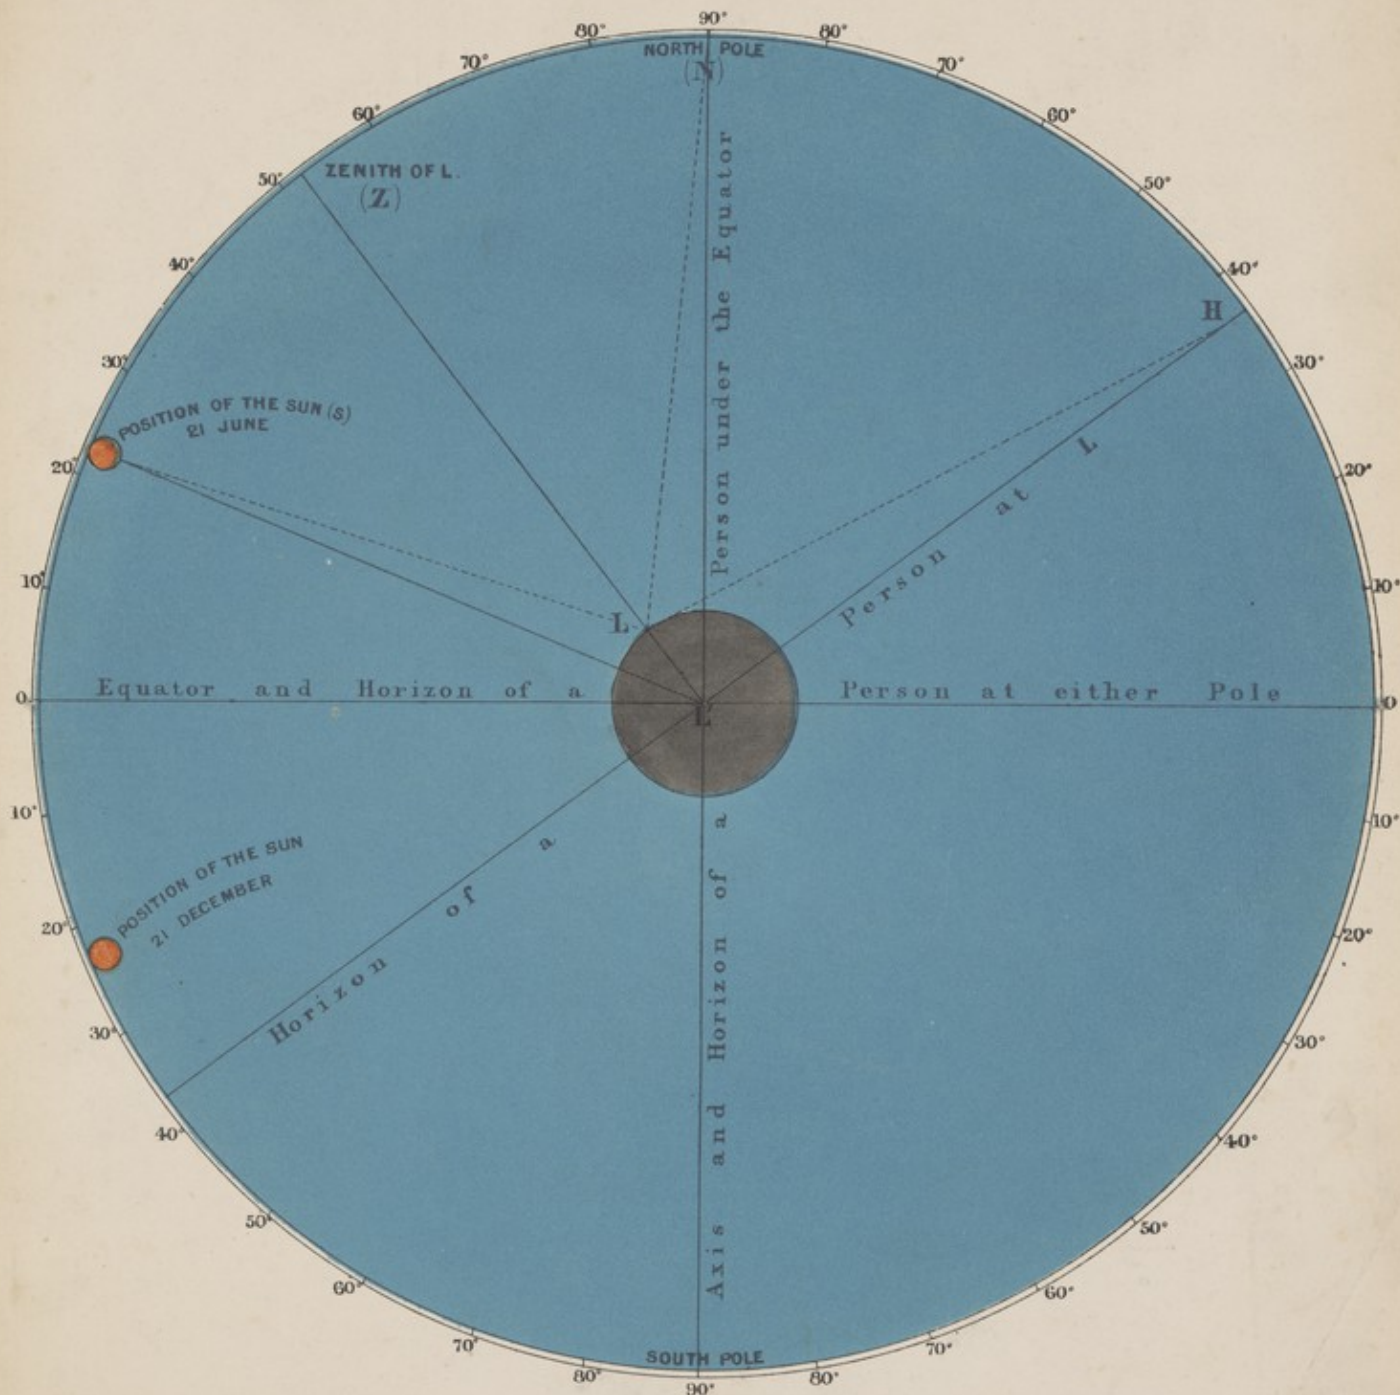 90°
80°
80°
NORTH POLE
(N)
70°
70°
60°
60°
ZENITH OF L.
(Z)
50°
50°
40°
40°
H
30°
30°
POSITION OF THE SUN (S)
21 JUNE
20°
20°
10°
10°
L
0
Equator and Horizon of a Person at either Pole
0
L
Axis and Horizon of a Person under the Equator
Horizon of a Person at L
10°
10°
POSITION OF THE SUN
21 DECEMBER
20°
20°
30°
30°
40°
40°
50°
50°
60°
60°
70°
70°
SOUTH POLE
80°
80°
90°